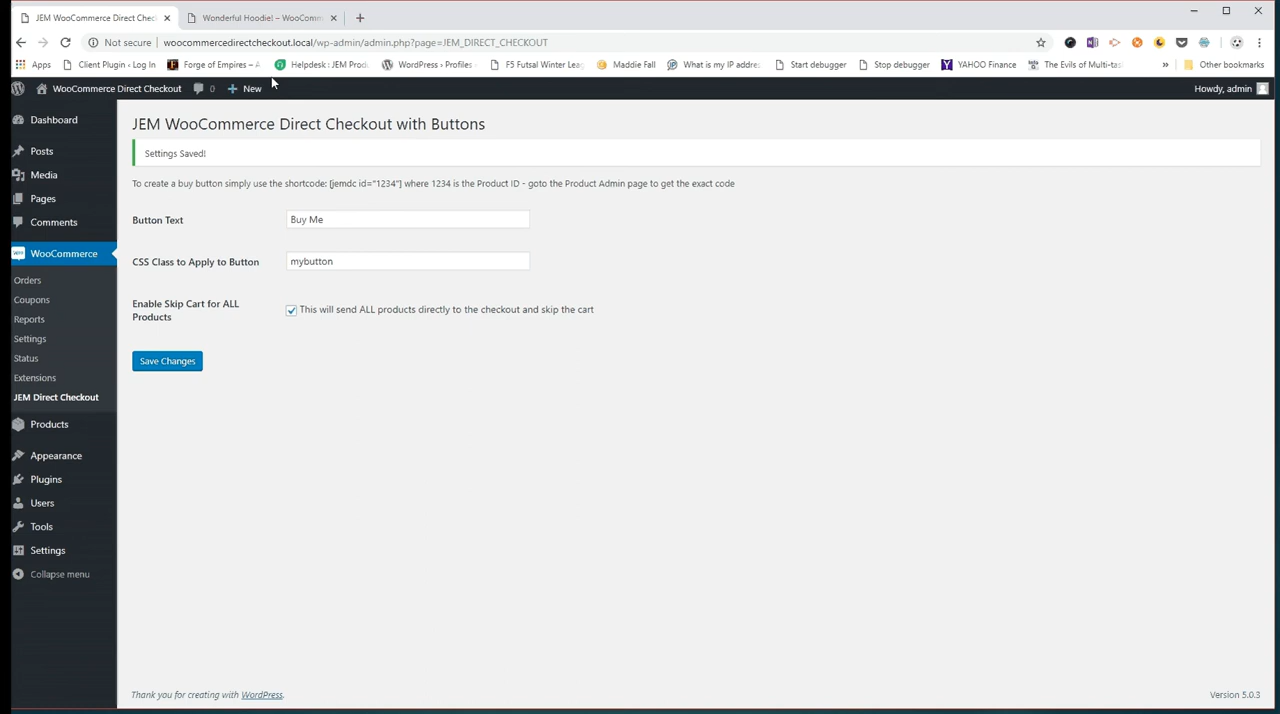 JEM WooCommerce Direct Chec
Wonderful Hoodie! – WooComm
Not secure
woocommercedirectcheckout.local/wp-admin/admin.php?page=JEM_DIRECT_CHECKOUT
Apps
Client Plugin ‹ Log In
Forge of Empires – A
Helpdesk : JEM Produ
WordPress › Profiles
F5 Futsal Winter Leag
Maddie Fall
What is my IP addres
Start debugger
Stop debugger
YAHOO Finance
The Evils of Multi-tas
»
Other bookmarks
WooCommerce Direct Checkout
0
+ New
Howdy, admin
Dashboard
Posts
Media
Pages
Comments
WooCommerce
Orders
Coupons
Reports
Settings
Status
Extensions
JEM Direct Checkout
Products
Appearance
Plugins
Users
Tools
Settings
Collapse menu
JEM WooCommerce Direct Checkout with Buttons
Settings Saved!
To create a buy button simply use the shortcode: [jemdc id="1234"] where 1234 is the Product ID - goto the Product Admin page to get the exact code
Button Text
Buy Me
CSS Class to Apply to Button
mybutton
Enable Skip Cart for ALL
Products
This will send ALL products directly to the checkout and skip the cart
Save Changes
Thank you for creating with WordPress.
Version 5.0.3